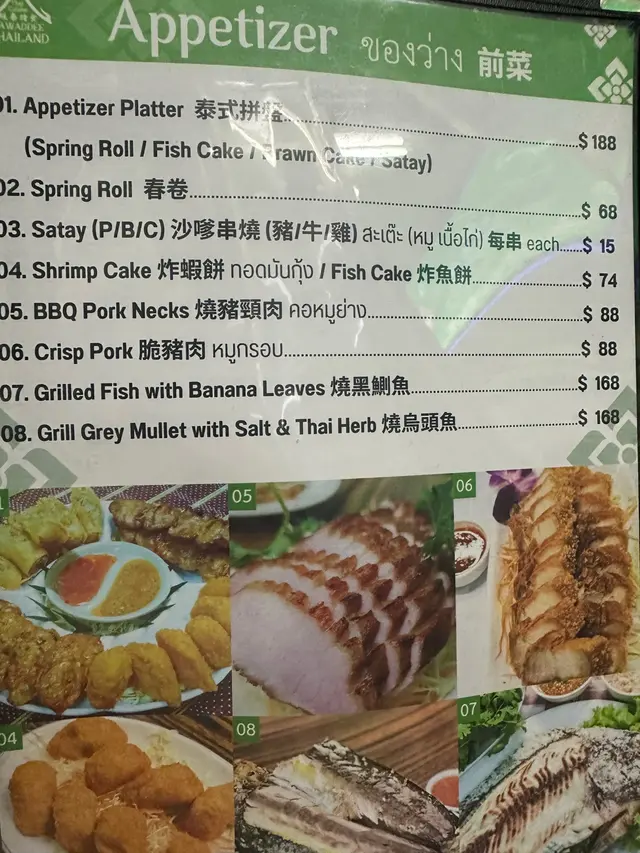 AWADDEE
HAILAND
Appetizer ของว่าง 前菜
01. Appetizer Platter 泰式拼盤 $ 188
(Spring Roll / Fish Cake / Prawn Cake / Satay)
02. Spring Roll 春卷 $ 68
03. Satay (P/B/C) 沙嗲串燒 (豬/牛/雞) สะเต๊ะ (หมู เนื้อไก่) 每串 each $ 15
04. Shrimp Cake 炸蝦餅 ทอดมันกุ้ง / Fish Cake 炸魚餅 $ 74
05. BBQ Pork Necks 燒豬頸肉 คอหมูย่าง $ 88
06. Crisp Pork 脆豬肉 หมูกรอบ $ 88
07. Grilled Fish with Banana Leaves 燒黑鰂魚 $ 168
08. Grill Grey Mullet with Salt & Thai Herb 燒烏頭魚 $ 168
1
05
06
04
08
07